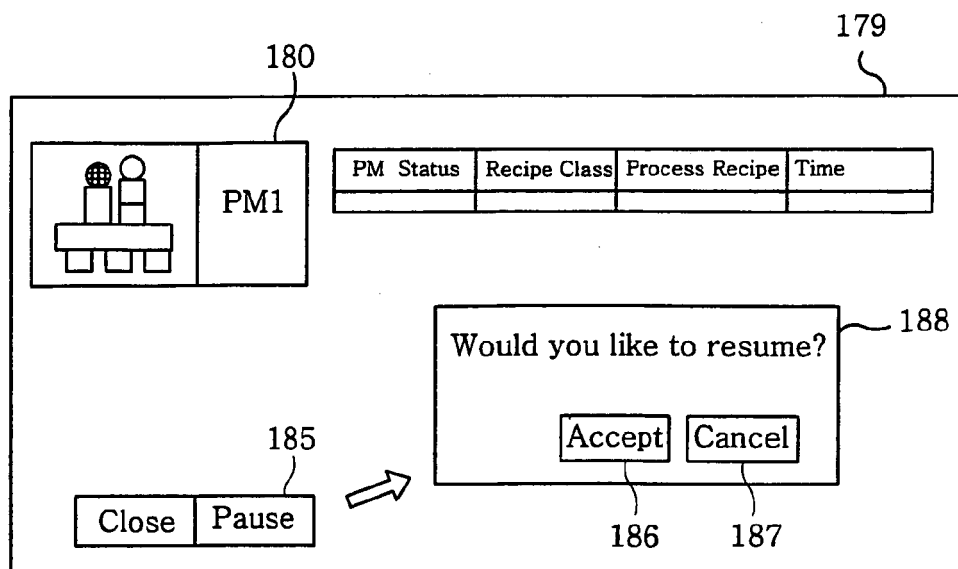 179
180
PM1
PM Status Recipe Class Process Recipe Time
188
Would you like to resume?
Accept Cancel
185
Close Pause
186 187